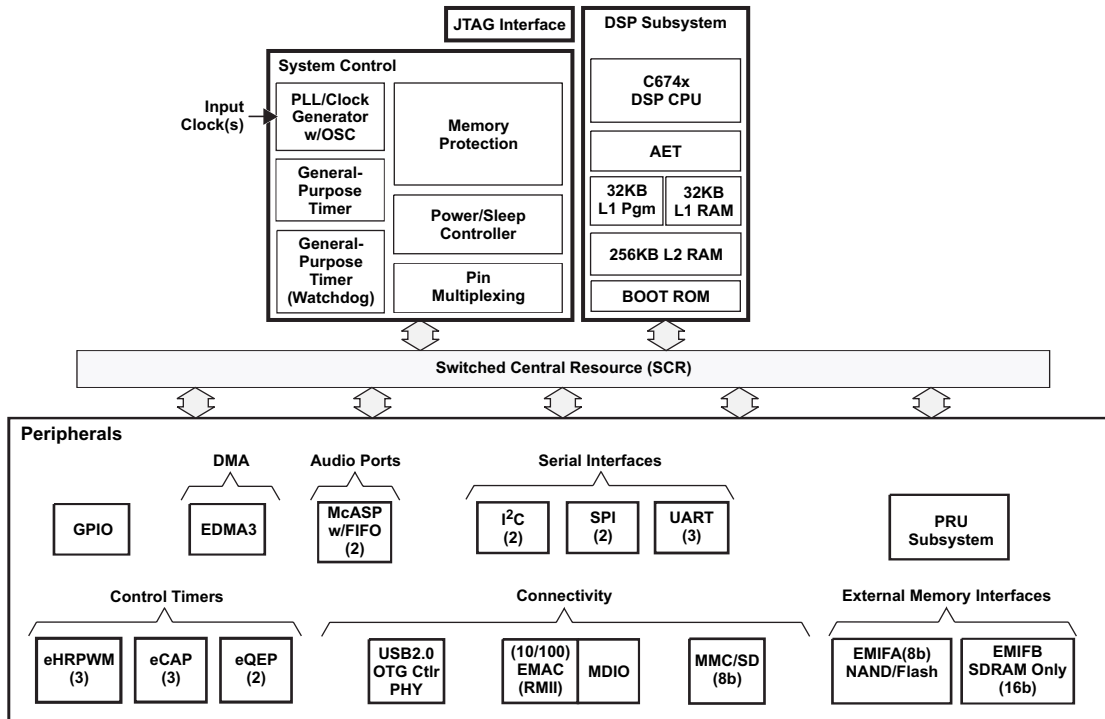 JTAG Interface
DSP Subsystem
System Control
Input
Clock(s)
PLL/Clock
Generator
w/OSC
Memory
Protection
General-
Purpose
Timer
Power/Sleep
Controller
General-
Purpose
Timer
(Watchdog)
Pin
Multiplexing
C674x
DSP CPU
AET
32KB
L1 Pgm
32KB
L1 RAM
256KB L2 RAM
BOOT ROM
Switched Central Resource (SCR)
Peripherals
DMA
Audio Ports
Serial Interfaces
GPIO
EDMA3
McASP
w/FIFO
(2)
I²C
(2)
SPI
(2)
UART
(3)
PRU
Subsystem
Control Timers
Connectivity
External Memory Interfaces
eHRPWM
(3)
eCAP
(3)
eQEP
(2)
USB2.0
OTG Ctlr
PHY
(10/100)
EMAC
(RMII)
MDIO
MMC/SD
(8b)
EMIFA(8b)
NAND/Flash
EMIFB
SDRAM Only
(16b)